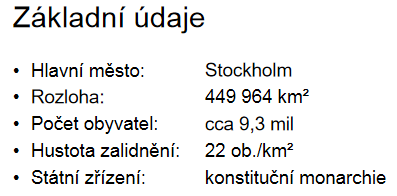 Základní údaje
• Hlavní město: Stockholm
• Rozloha: 449 964 km²
• Počet obyvatel: cca 9,3 mil
• Hustota zalidnění: 22 ob./km²
• Státní zřízení: konstituční monarchie